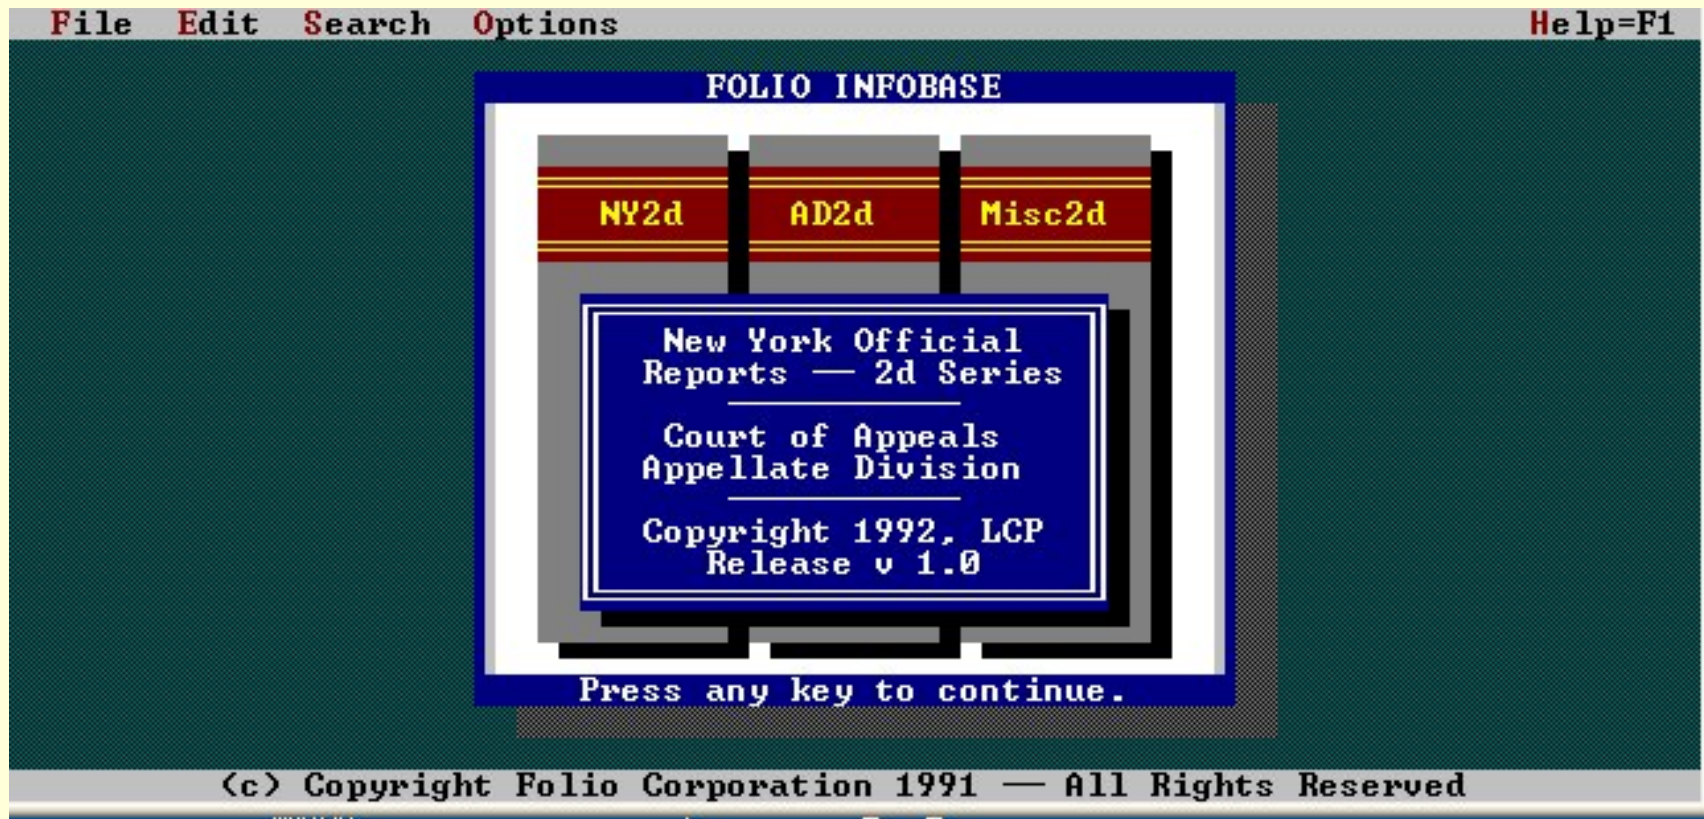 File Edit Search Options Help=F1
FOLIO INFOBASE
NY2d AD2d Misc2d
New York Official
Reports — 2d Series
Court of Appeals
Appellate Division
Copyright 1992, LCP
Release v 1.0
Press any key to continue.
(c) Copyright Folio Corporation 1991 — All Rights Reserved